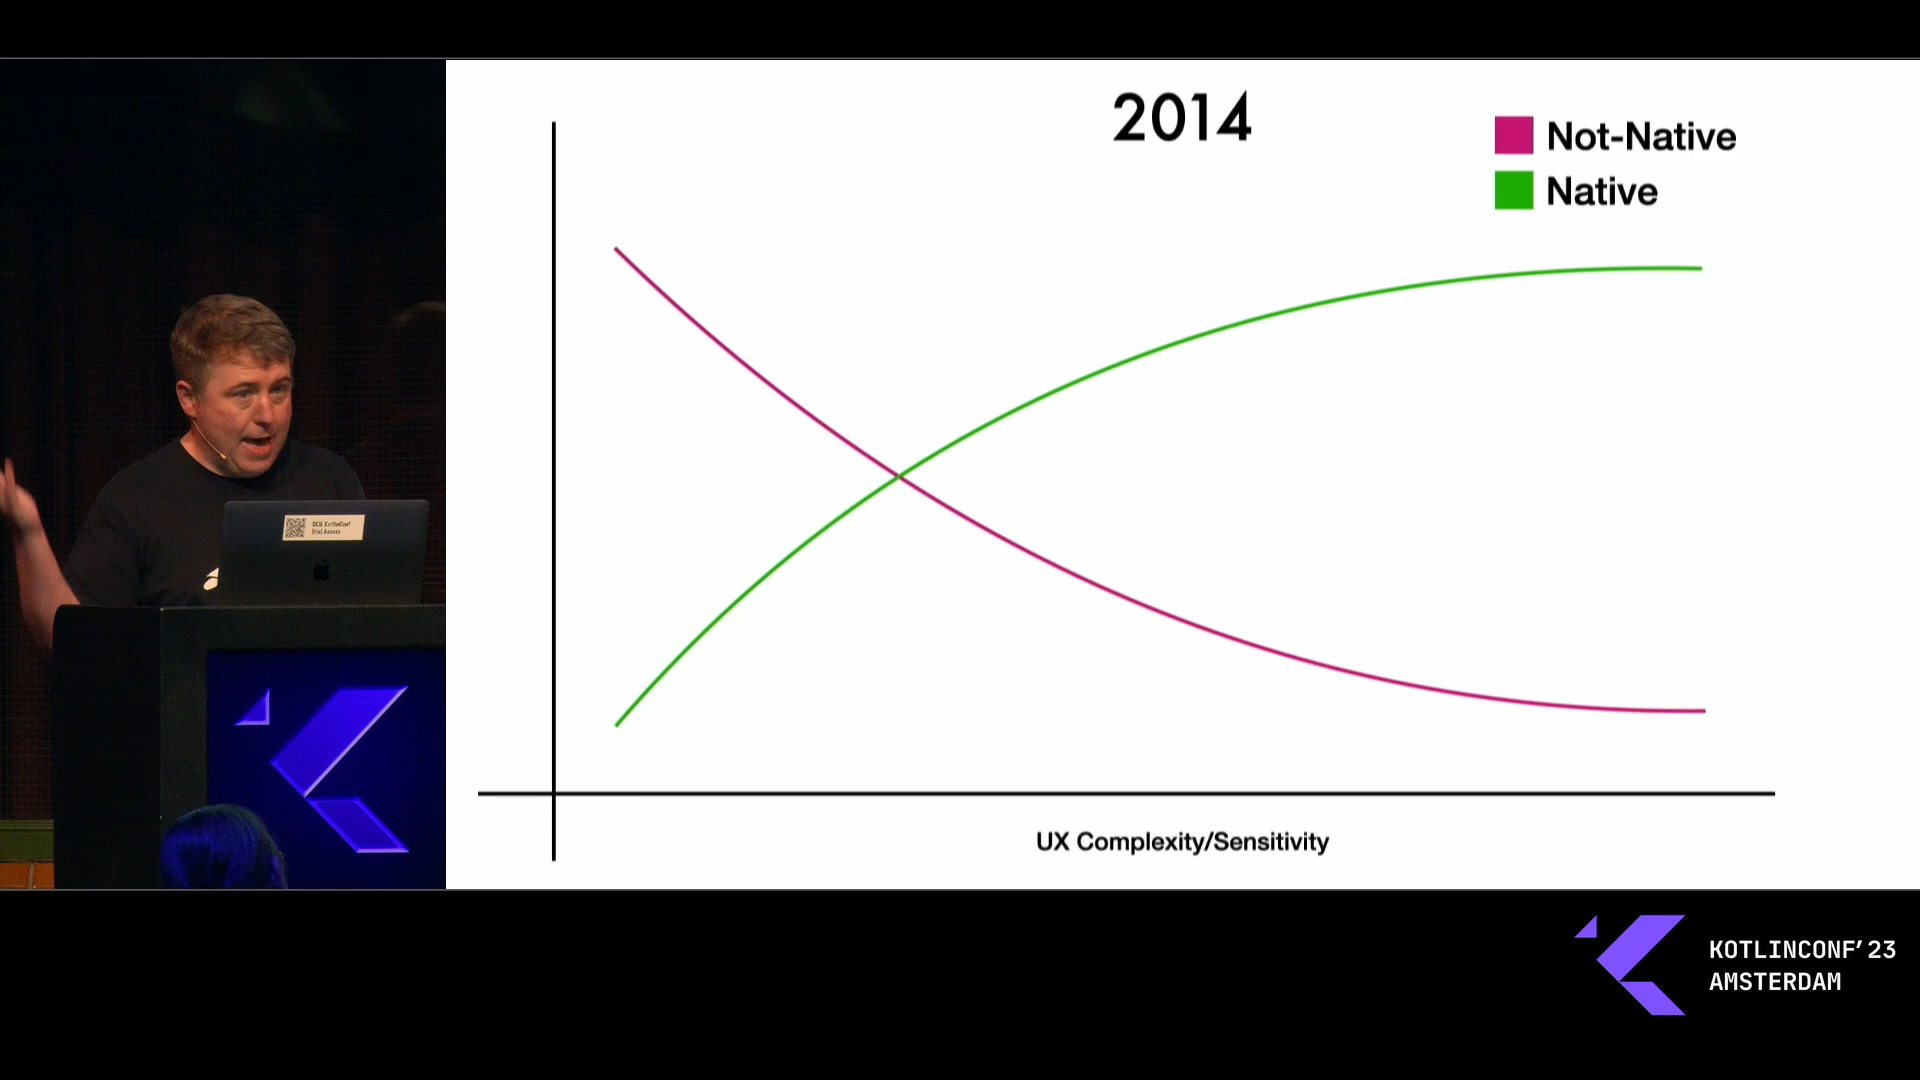 2014
Not-Native
Native
UX Complexity/Sensitivity
KOTLINCONF'23
AMSTERDAM